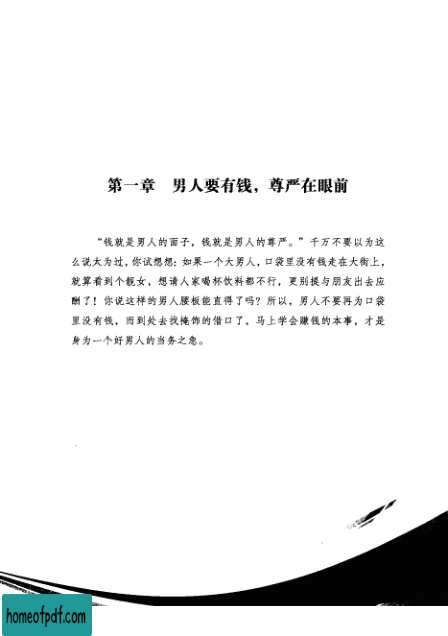 第一章　男人要有钱，尊严在眼前
“钱就是男人的面子，钱就是男人的尊严。”千万不要以为这
么说太为过，你试想想：如果一个大男人，口袋里没有钱走在大街上，
就算看到个靓女，想请人家喝杯饮料都不行，更别提与朋友出去应
酬了！你说这样的男人腰板能直得了吗？所以，男人不要再为口袋
里没有钱，而到处去找掩饰的借口了，马上学会赚钱的本事，才是
身为一个好男人的当务之急。
homeofpdf.com